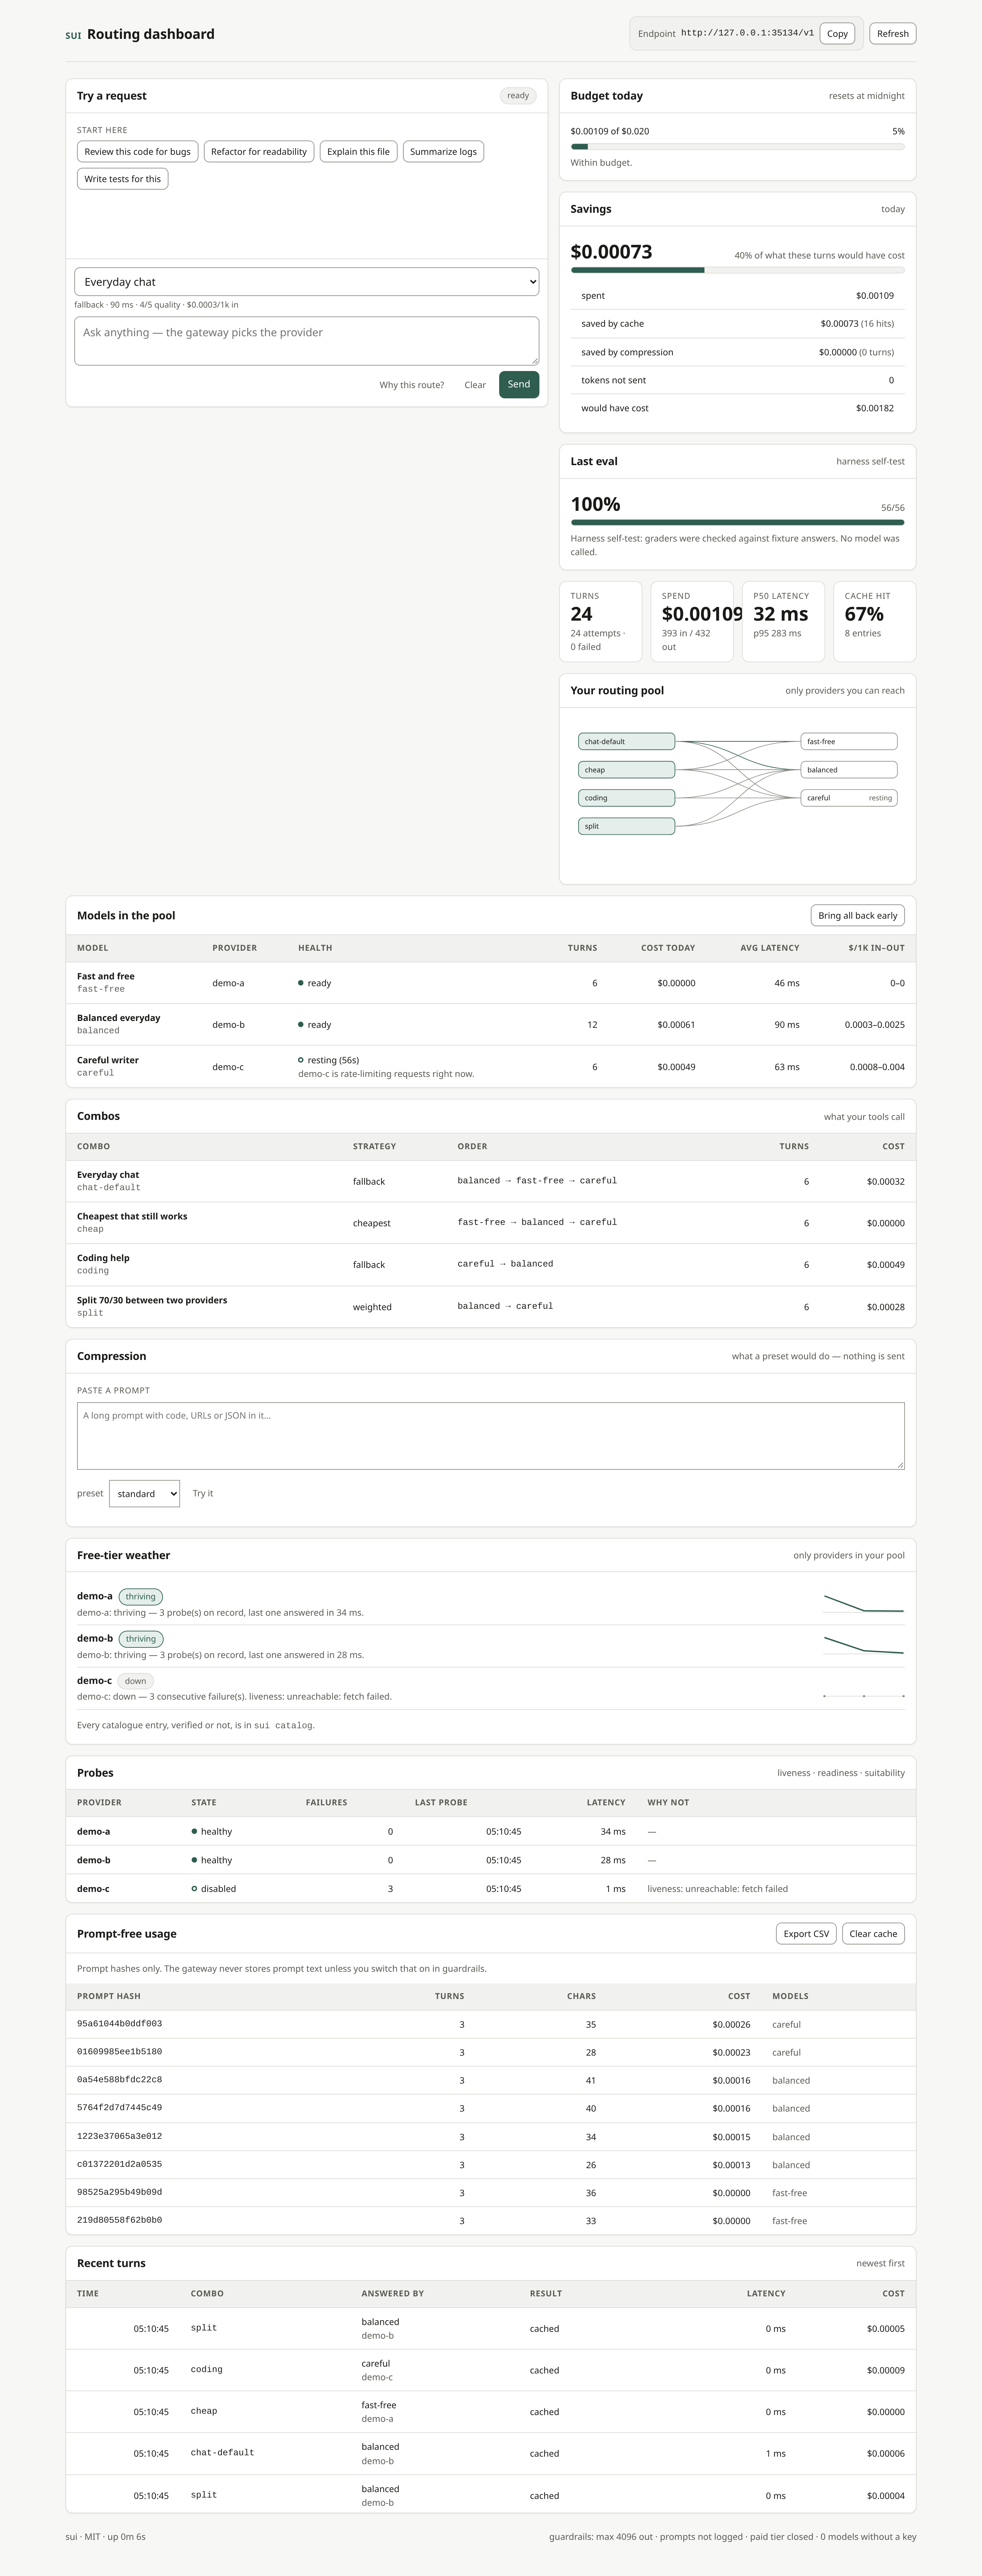 SUI Routing dashboard
Endpoint http://127.0.0.1:35134/v1 Copy Refresh
Try a request ready
START HERE
Review this code for bugs Refactor for readability Explain this file Summarize logs
Write tests for this
Everyday chat
fallback · 90 ms · 4/5 quality · $0.0003/1k in
Ask anything — the gateway picks the provider
Why this route? Clear Send
Budget today resets at midnight
$0.00109 of $0.020 5%
Within budget.
Savings today
$0.00073 40% of what these turns would have cost
spent $0.00109
saved by cache $0.00073 (16 hits)
saved by compression $0.00000 (0 turns)
tokens not sent 0
would have cost $0.00182
Last eval harness self-test
100% 56/56
Harness self-test: graders were checked against fixture answers. No model was
called.
TURNS SPEND P50 LATENCY CACHE HIT
24 $0.00109 32 ms 67%
24 attempts · 393 in / 432 p95 283 ms 8 entries
0 failed out
Your routing pool only providers you can reach
chat-default fast-free
cheap balanced
coding careful resting
split
Models in the pool Bring all back early
MODEL PROVIDER HEALTH TURNS COST TODAY AVG LATENCY $/1K IN–OUT
Fast and free
fast-free demo-a ready 6 $0.00000 46 ms 0–0
Balanced everyday
balanced demo-b ready 12 $0.00061 90 ms 0.0003–0.0025
Careful writer resting (56s)
careful demo-c demo-c is rate-limiting requests right now. 6 $0.00049 63 ms 0.0008–0.004
Combos what your tools call
COMBO STRATEGY ORDER TURNS COST
Everyday chat
chat-default fallback balanced → fast-free → careful 6 $0.00032
Cheapest that still works
cheap cheapest fast-free → balanced → careful 6 $0.00000
Coding help
coding fallback careful → balanced 6 $0.00049
Split 70/30 between two providers
split weighted balanced → careful 6 $0.00028
Compression what a preset would do — nothing is sent
PASTE A PROMPT
A long prompt with code, URLs or JSON in it…
preset standard Try it
Free-tier weather only providers in your pool
demo-a thriving
demo-a: thriving — 3 probe(s) on record, last one answered in 34 ms.
demo-b thriving
demo-b: thriving — 3 probe(s) on record, last one answered in 28 ms.
demo-c down
demo-c: down — 3 consecutive failure(s). liveness: unreachable: fetch failed.
Every catalogue entry, verified or not, is in sui catalog.
Probes liveness · readiness · suitability
PROVIDER STATE FAILURES LAST PROBE LATENCY WHY NOT
demo-a healthy 0 05:10:45 34 ms —
demo-b healthy 0 05:10:45 28 ms —
demo-c disabled 3 05:10:45 1 ms liveness: unreachable: fetch failed
Prompt-free usage Export CSV Clear cache
Prompt hashes only. The gateway never stores prompt text unless you switch that on in guardrails.
PROMPT HASH TURNS CHARS COST MODELS
95a61044b0ddf003 3 35 $0.00026 careful
01609985ee1b5180 3 28 $0.00023 careful
0a54e588bfdc22c8 3 41 $0.00016 balanced
5764f2d7d7445c49 3 40 $0.00016 balanced
1223e37065a3e012 3 34 $0.00015 balanced
c01372201d2a0535 3 26 $0.00013 balanced
98525a295b49b09d 3 36 $0.00000 fast-free
219d80558f62b0b0 3 33 $0.00000 fast-free
Recent turns newest first
TIME COMBO ANSWERED BY RESULT LATENCY COST
05:10:45 split balanced cached 0 ms $0.00005
demo-b
05:10:45 coding careful cached 0 ms $0.00009
demo-c
05:10:45 cheap fast-free cached 0 ms $0.00000
demo-a
05:10:45 chat-default balanced cached 1 ms $0.00006
demo-b
05:10:45 split balanced cached 0 ms $0.00004
demo-b
sui · MIT · up 0m 6s guardrails: max 4096 out · prompts not logged · paid tier closed · 0 models without a key